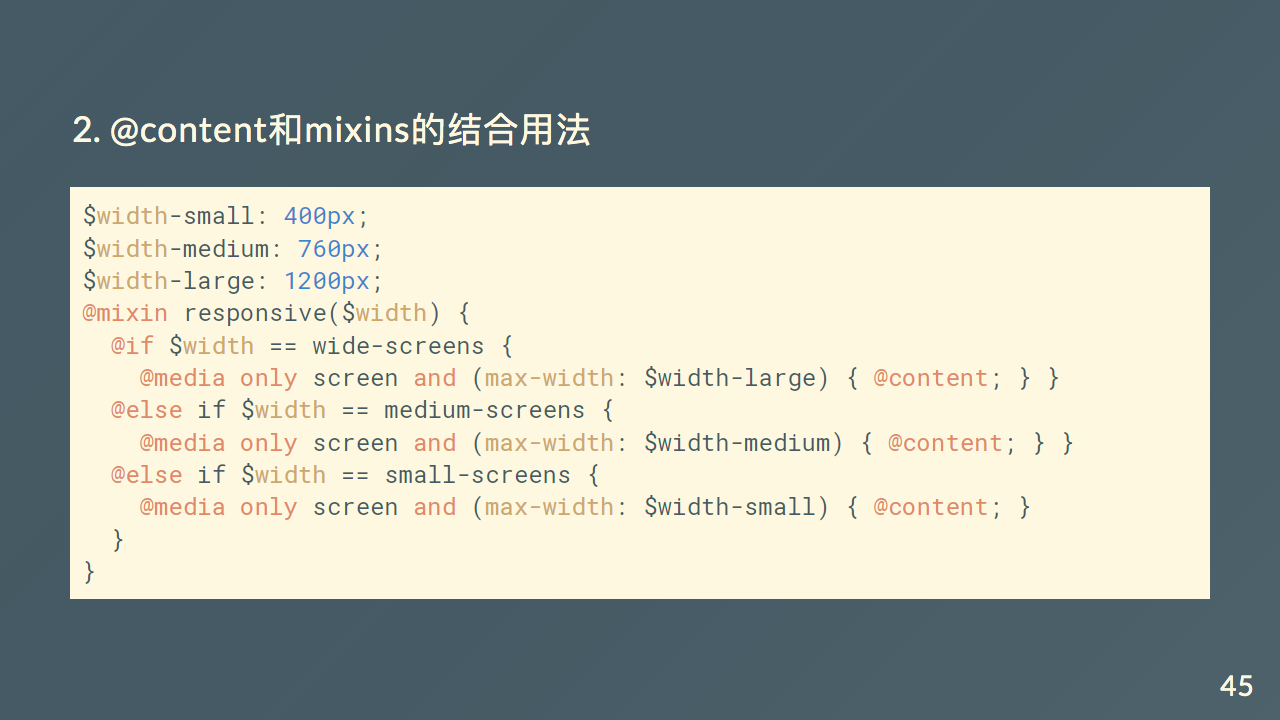 2. @content和mixins的结合用法
$width-small: 400px;
$width-medium: 760px;
$width-large: 1200px;
@mixin responsive($width) {
  @if $width == wide-screens {
    @media only screen and (max-width: $width-large) { @content; } }
  @else if $width == medium-screens {
    @media only screen and (max-width: $width-medium) { @content; } }
  @else if $width == small-screens {
    @media only screen and (max-width: $width-small) { @content; }
  }
}
45